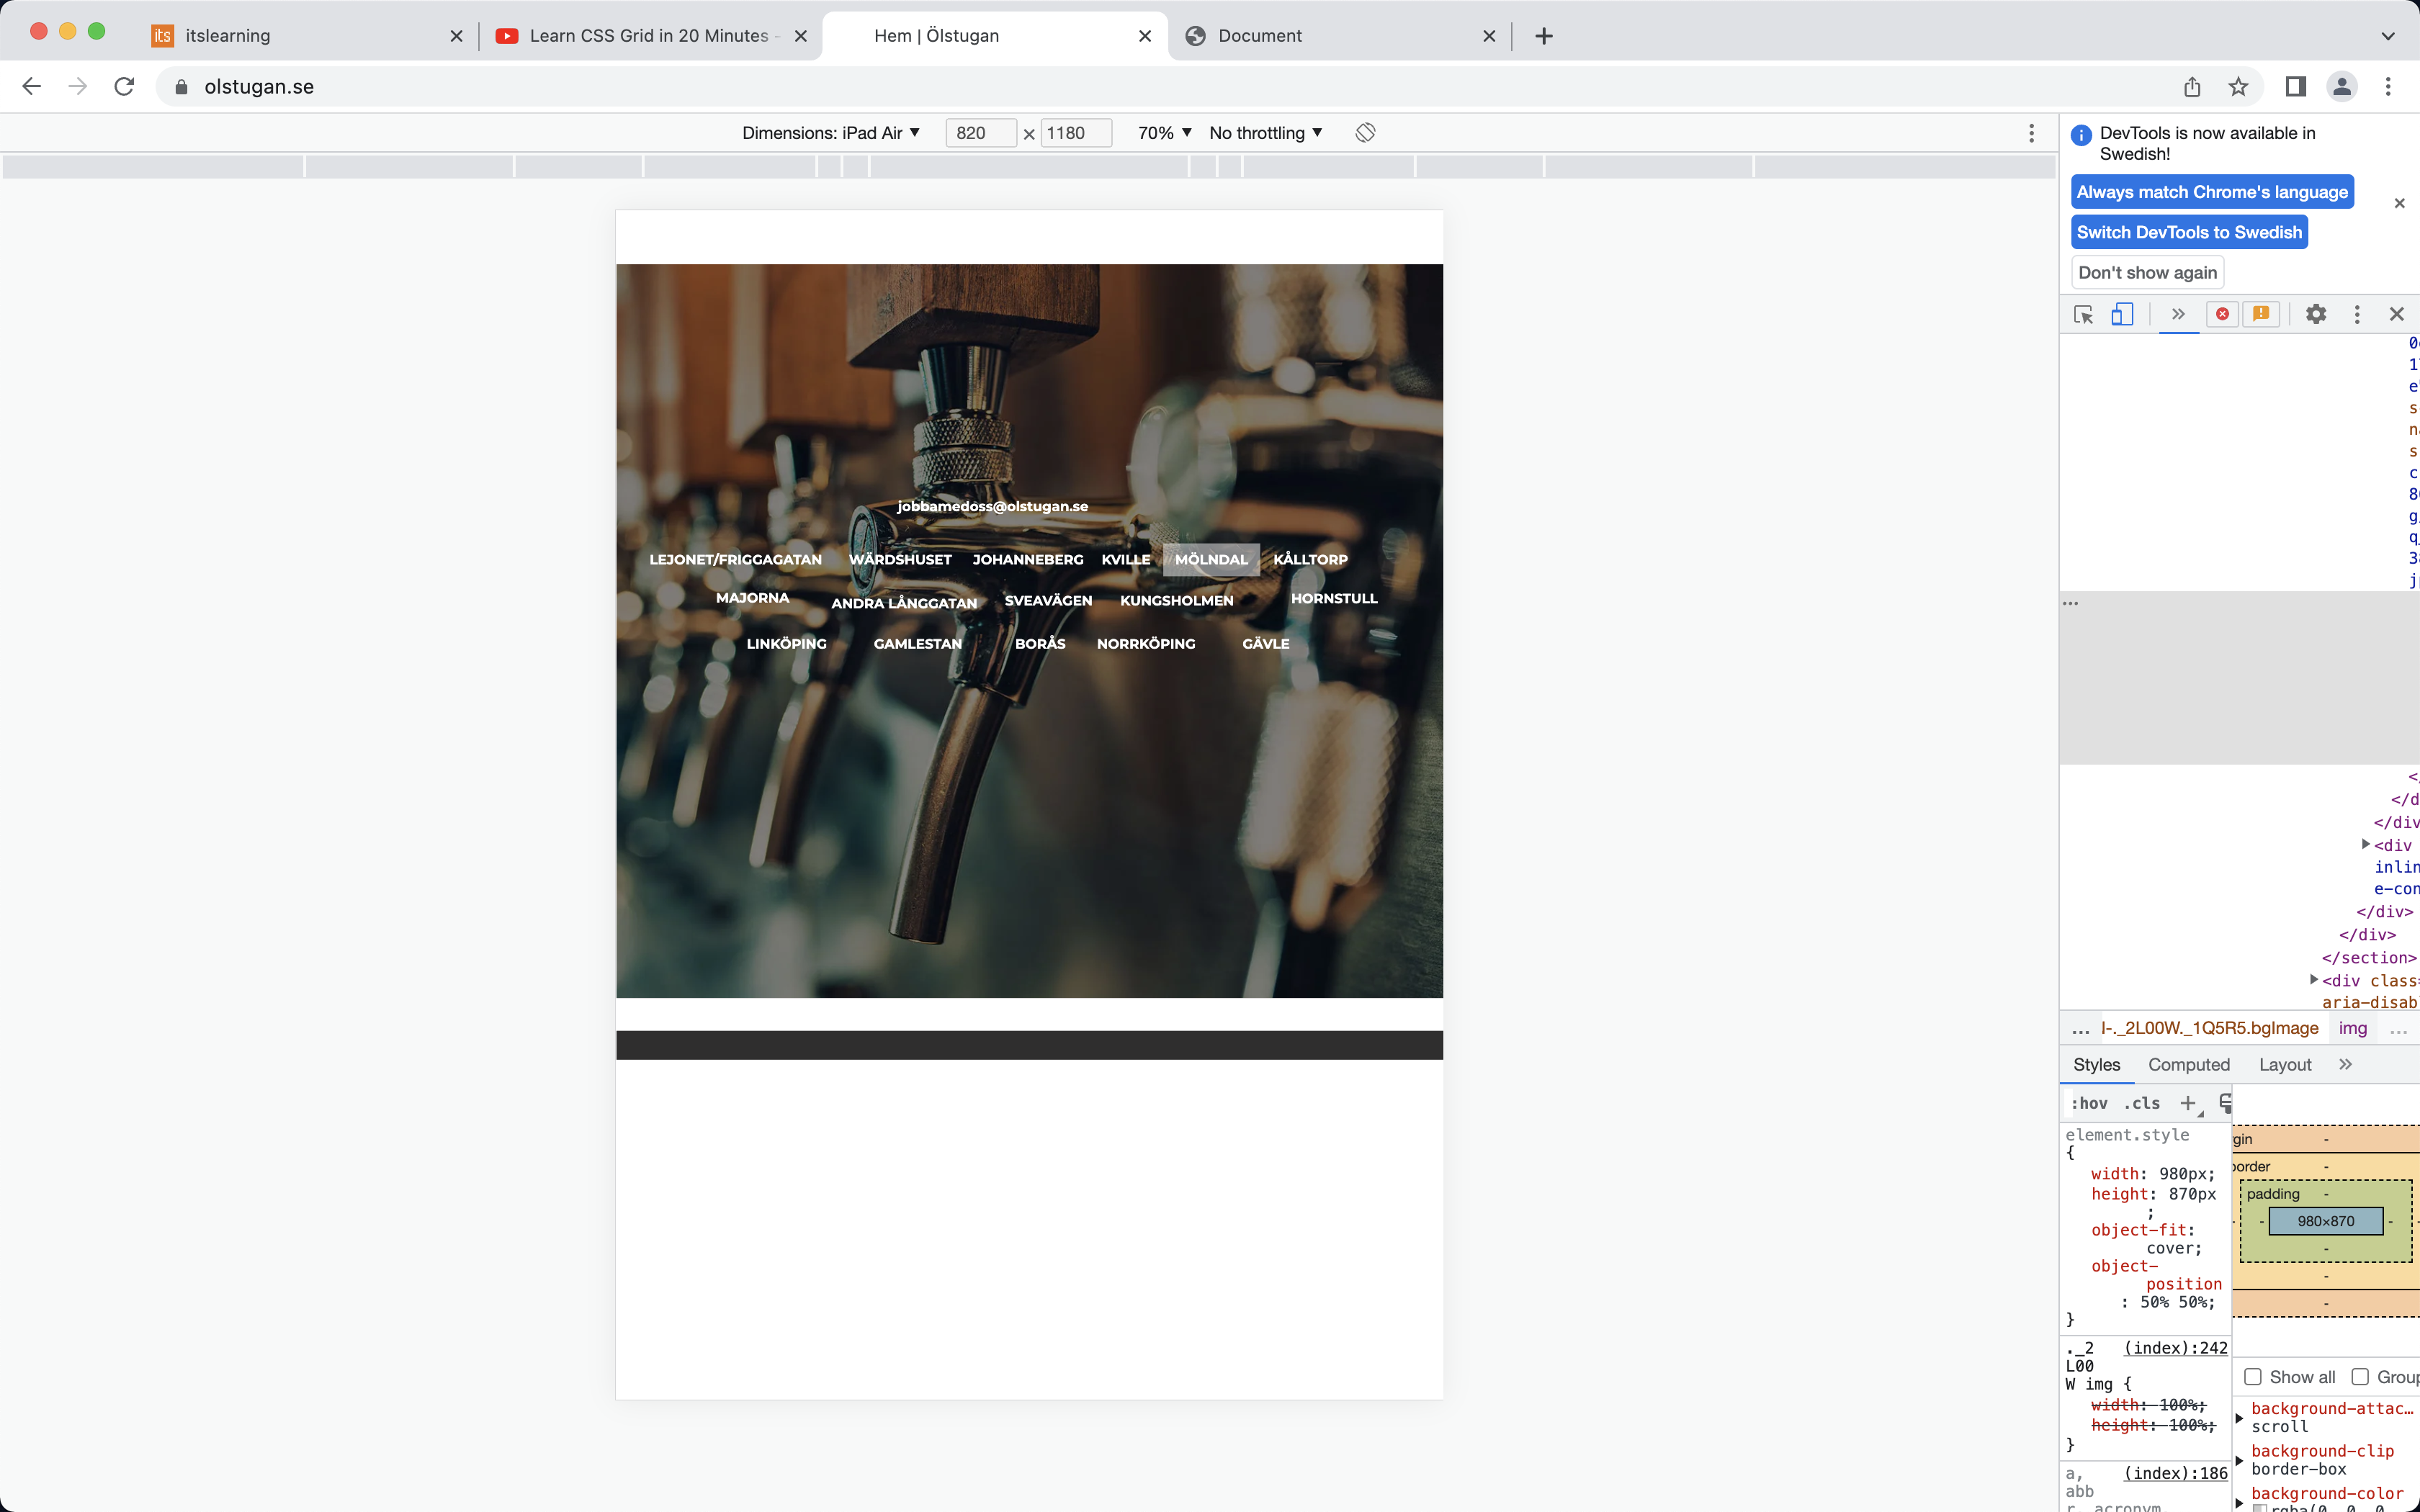 its itslearning
Learn CSS Grid in 20 Minutes -
Hem | Ölstugan
Document
olstugan.se
Dimensions: iPad Air ▼ 820 × 1180 70% ▼ No throttling ▼
DevTools is now available in
Swedish!
Always match Chrome's language
Switch DevTools to Swedish
Don't show again
jobbamedoss@olstugan.se
LEJONET/FRIGGAGATAN WÄRDSHUSET JOHANNEBERG KVILLE MÖLNDAL KÅLLTORP
MAJORNA ANDRA LÅNGGATAN SVEAVÄGEN KUNGSHOLMEN HORNSTULL
LINKÖPING GAMLESTAN BORÅS NORRKÖPING GÄVLE
e
s
n
s
c
8
g
q
3
j
...
</
</d
</div
<div
inlin
e-con
</div>
</div>
</section>
<div class=
aria-disab
... I-._2L00W._1Q5R5.bgImage img ...
Styles Computed Layout
:hov .cls +
element.style
{
width: 980px;
height: 870px
;
object-fit:
cover;
object-
position
: 50% 50%;
}
._2 (index):242
L00
W img {
width: 100%;
height: 100%;
}
a, (index):186
abb
r, acronym,
gin -
border -
padding -
- 980×870 -
-
-
-
Show all Group
background-attac...
scroll
background-clip
border-box
background-color
rgba(0, 0, 0,